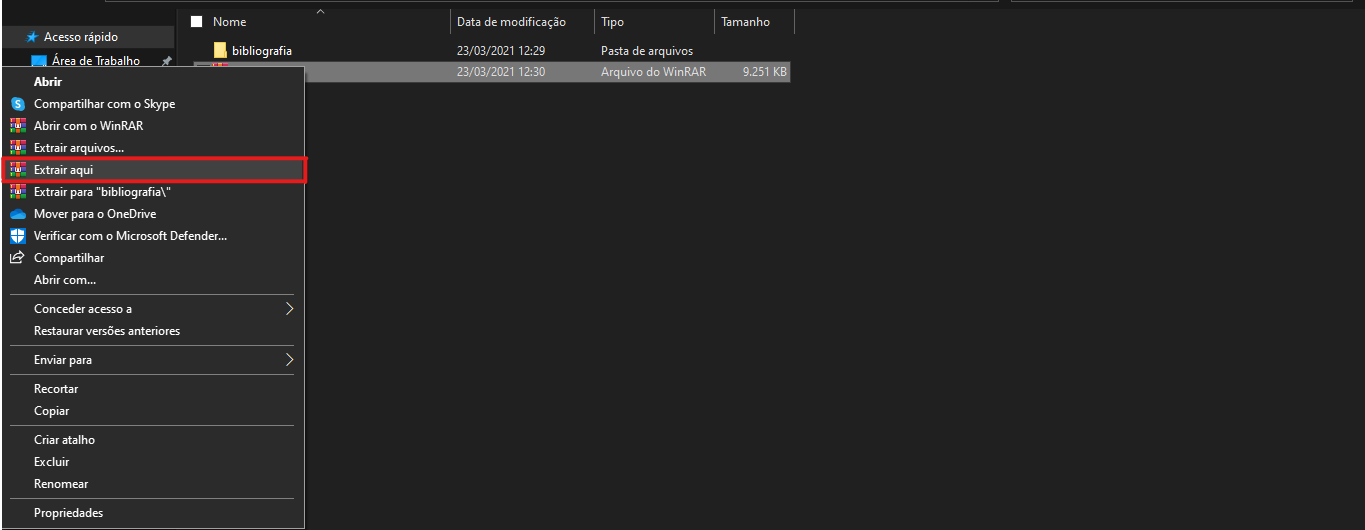 Nome Data de modificação Tipo Tamanho
Acesso rápido
bibliografia 23/03/2021 12:29 Pasta de arquivos
Área de Trabalho
23/03/2021 12:30 Arquivo do WinRAR 9.251 KB
Abrir
Compartilhar com o Skype
Abrir com o WinRAR
Extrair arquivos...
Extrair aqui
Extrair para "bibliografia\"
Mover para o OneDrive
Verificar com o Microsoft Defender...
Compartilhar
Abrir com...
Conceder acesso a
Restaurar versões anteriores
Enviar para
Recortar
Copiar
Criar atalho
Excluir
Renomear
Propriedades